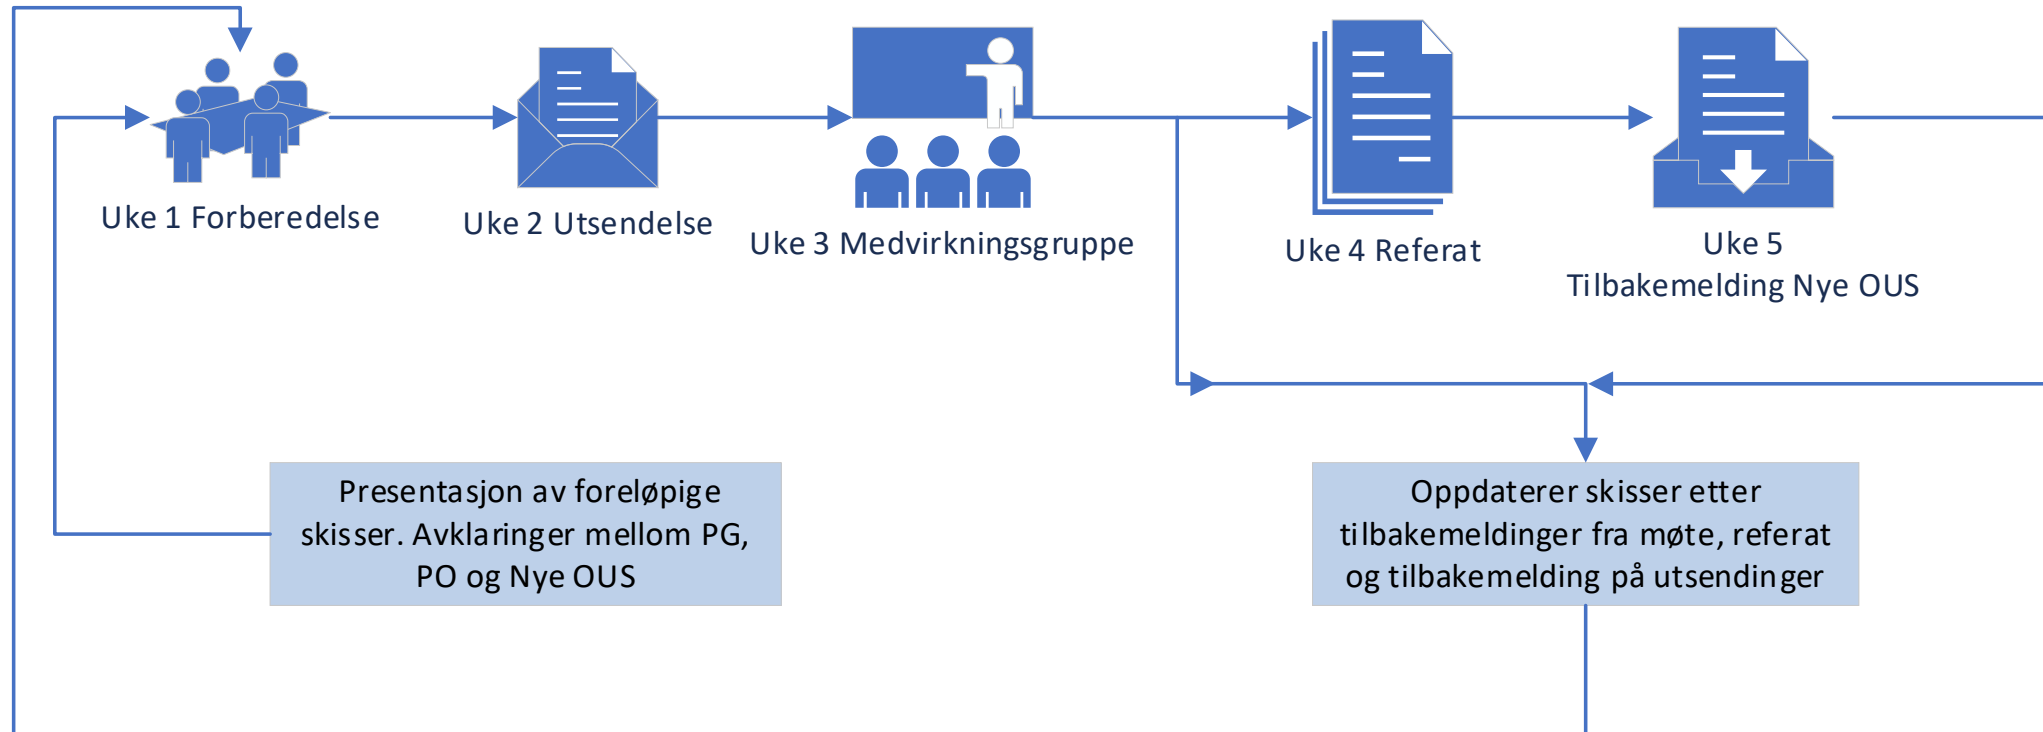 Uke 1 Forberedelse
Uke 2 Utsendelse
Uke 3 Medvirkningsgruppe
Uke 4 Referat
Uke 5
Tilbakemelding Nye OUS
Presentasjon av foreløpige
skisser. Avklaringer mellom PG,
PO og Nye OUS
Oppdaterer skisser etter
tilbakemeldinger fra møte, referat
og tilbakemelding på utsendinger